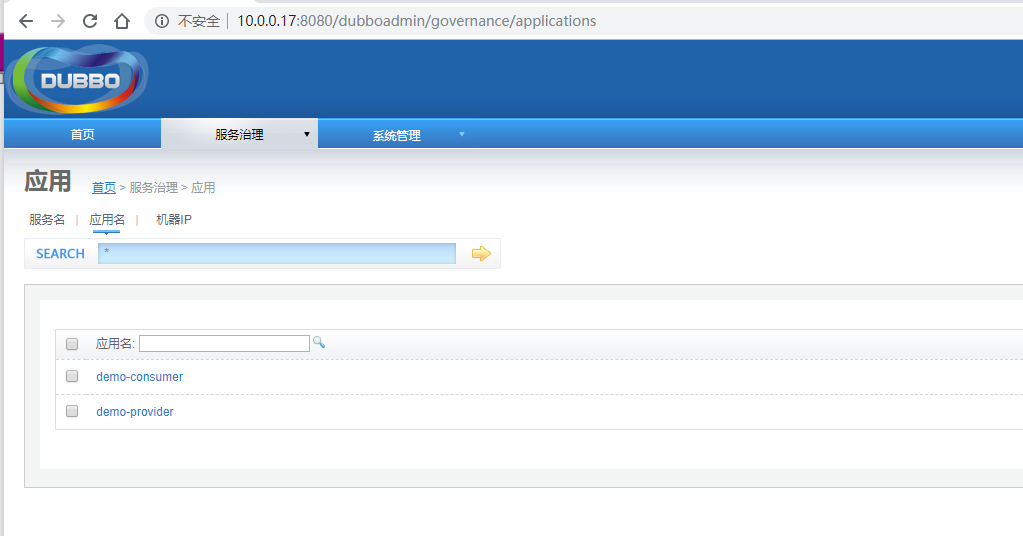 不安全 10.0.0.17:8080/dubboadmin/governance/applications
DUBBO
首页 服务治理 系统管理
应用 首页 > 服务治理 > 应用
服务名 | 应用名 | 机器IP
SEARCH *
应用名:
demo-consumer
demo-provider